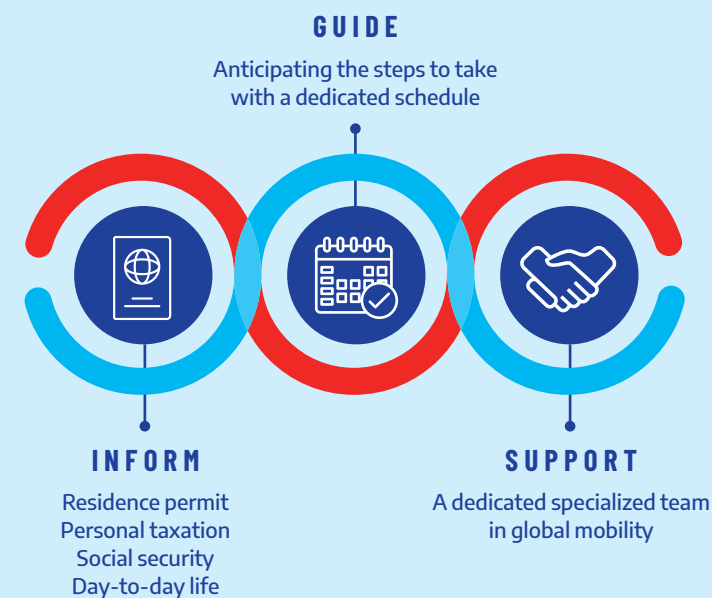 GUIDE
Anticipating the steps to take
with a dedicated schedule
INFORM
Residence permit
Personal taxation
Social security
Day-to-day life
SUPPORT
A dedicated specialized team
in global mobility